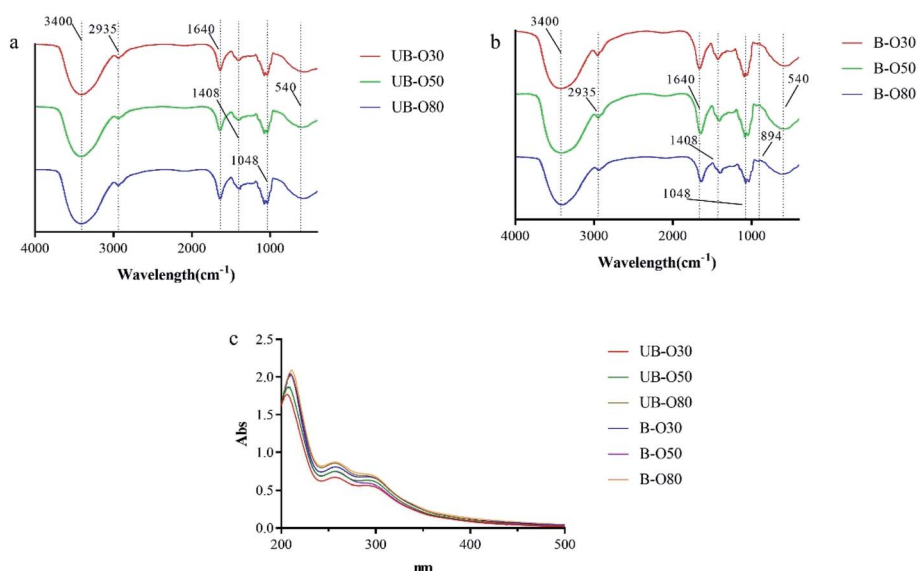 a
3400
2935
1640
1408
1048
540
UB-O30
UB-O50
UB-O80
4000 3000 2000 1000
Wavelength(cm-1)
b
3400
2935
1640
1408
1048
894
540
B-O30
B-O50
B-O80
4000 3000 2000 1000
Wavelength(cm-1)
c
2.5
2.0
1.5
1.0
0.5
0.0
Abs
200 300 400 500
nm
UB-O30
UB-O50
UB-O80
B-O30
B-O50
B-O80